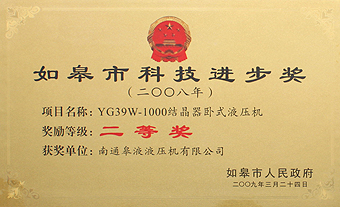 如皋市科技进步奖
（二〇〇八年）
项目名称：YG39W-1000结晶器卧式液压机
奖励等级：二等奖
获奖单位：南通皋液液压机有限公司
如皋市人民政府
二〇〇九年三月二十四日